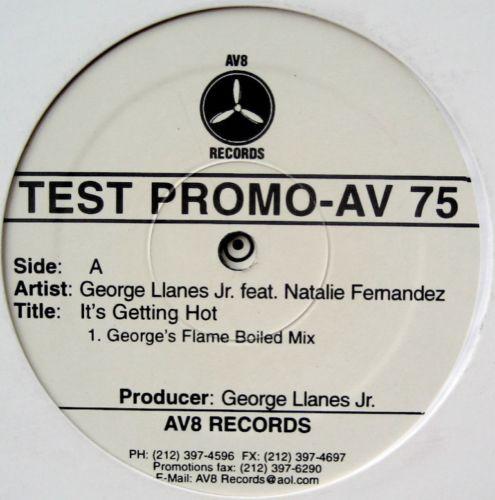 AV8
RECORDS
TEST PROMO-AV 75
Side: A
Artist: George Llanes Jr. feat. Natalie Fernandez
Title: It's Getting Hot
1. George's Flame Boiled Mix
Producer: George Llanes Jr.
AV8 RECORDS
PH: (212) 397-4596 FX: (212) 397-4697
Promotions fax: (212) 397-6290
E-Mail: AV8 Records@aol.com